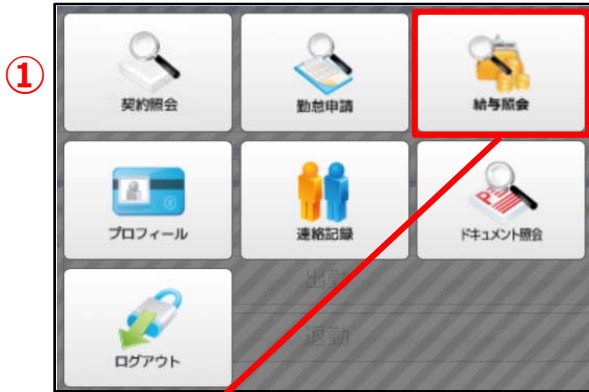 ①
契約照会
勤怠申請
給与照会
プロフィール
連絡記録
ドキュメント照会
出勤
退勤
ログアウト